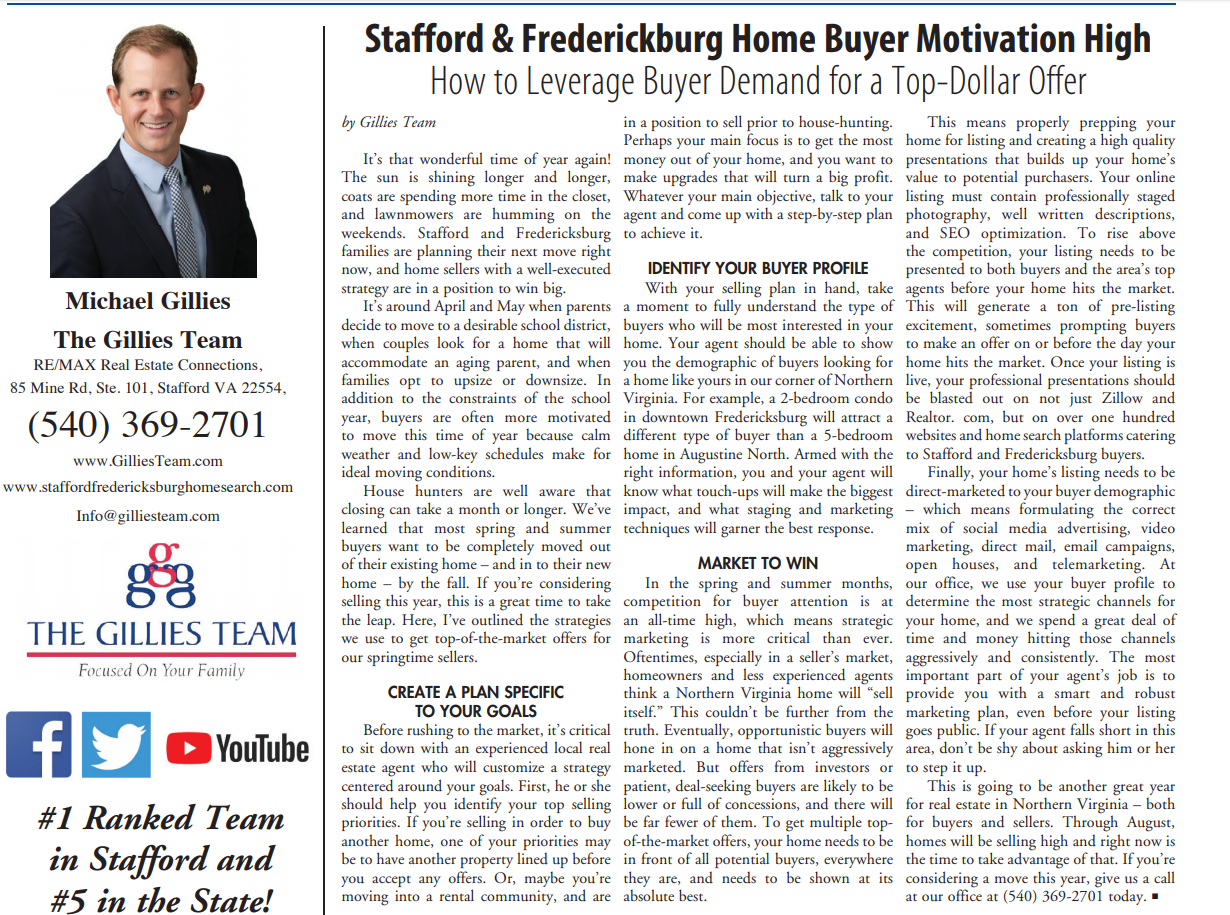 Michael Gillies
The Gillies Team
RE/MAX Real Estate Connections,
85 Mine Rd, Ste. 101, Stafford VA 22554,
(540) 369-2701
www.GilliesTeam.com
www.staffordfredericksburghomesearch.com
Info@gilliesteam.com
ggg
THE GILLIES TEAM
Focused On Your Family
f
YouTube
#1 Ranked Team
in Stafford and
#5 in the State!
Stafford & Frederickburg Home Buyer Motivation High
How to Leverage Buyer Demand for a Top-Dollar Offer
by Gillies Team
It's that wonderful time of year again!
The sun is shining longer and longer,
coats are spending more time in the closet,
and lawnmowers are humming on the
weekends. Stafford and Fredericksburg
families are planning their next move right
now, and home sellers with a well-executed
strategy are in a position to win big.
It's around April and May when parents
decide to move to a desirable school district,
when couples look for a home that will
accommodate an aging parent, and when
families opt to upsize or downsize. In
addition to the constraints of the school
year, buyers are often more motivated
to move this time of year because calm
weather and low-key schedules make for
ideal moving conditions.
House hunters are well aware that
closing can take a month or longer. We've
learned that most spring and summer
buyers want to be completely moved out
of their existing home – and in to their new
home – by the fall. If you're considering
selling this year, this is a great time to take
the leap. Here, I've outlined the strategies
we use to get top-of-the-market offers for
our springtime sellers.
CREATE A PLAN SPECIFIC
TO YOUR GOALS
Before rushing to the market, it's critical
to sit down with an experienced local real
estate agent who will customize a strategy
centered around your goals. First, he or she
should help you identify your top selling
priorities. If you're selling in order to buy
another home, one of your priorities may
be to have another property lined up before
you accept any offers. Or, maybe you're
moving into a rental community, and are
in a position to sell prior to house-hunting.
Perhaps your main focus is to get the most
money out of your home, and you want to
make upgrades that will turn a big profit.
Whatever your main objective, talk to your
agent and come up with a step-by-step plan
to achieve it.
IDENTIFY YOUR BUYER PROFILE
With your selling plan in hand, take
a moment to fully understand the type of
buyers who will be most interested in your
home. Your agent should be able to show
you the demographic of buyers looking for
a home like yours in our corner of Northern
Virginia. For example, a 2-bedroom condo
in downtown Fredericksburg will attract a
different type of buyer than a 5-bedroom
home in Augustine North. Armed with the
right information, you and your agent will
know what touch-ups will make the biggest
impact, and what staging and marketing
techniques will garner the best response.
MARKET TO WIN
In the spring and summer months,
competition for buyer attention is at
an all-time high, which means strategic
marketing is more critical than ever.
Oftentimes, especially in a seller's market,
homeowners and less experienced agents
think a Northern Virginia home will “sell
itself.” This couldn't be further from the
truth. Eventually, opportunistic buyers will
hone in on a home that isn't aggressively
marketed. But offers from investors or
patient, deal-seeking buyers are likely to be
lower or full of concessions, and there will
be far fewer of them. To get multiple top-
of-the-market offers, your home needs to be
in front of all potential buyers, everywhere
they are, and needs to be shown at its
absolute best.
This means properly prepping your
home for listing and creating a high quality
presentations that builds up your home's
value to potential purchasers. Your online
listing must contain professionally staged
photography, well written descriptions,
and SEO optimization. To rise above
the competition, your listing needs to be
presented to both buyers and the area's top
agents before your home hits the market.
This will generate a ton of pre-listing
excitement, sometimes prompting buyers
to make an offer on or before the day your
home hits the market. Once your listing is
live, your professional presentations should
be blasted out on not just Zillow and
Realtor. com, but on over one hundred
websites and home search platforms catering
to Stafford and Fredericksburg buyers.
Finally, your home's listing needs to be
direct-marketed to your buyer demographic
– which means formulating the correct
mix of social media advertising, video
marketing, direct mail, email campaigns,
open houses, and telemarketing. At
our office, we use your buyer profile to
determine the most strategic channels for
your home, and we spend a great deal of
time and money hitting those channels
aggressively and consistently. The most
important part of your agent's job is to
provide you with a smart and robust
marketing plan, even before your listing
goes public. If your agent falls short in this
area, don't be shy about asking him or her
to step it up.
This is going to be another great year
for real estate in Northern Virginia – both
for buyers and sellers. Through August,
homes will be selling high and right now is
the time to take advantage of that. If you're
considering a move this year, give us a call
at our office at (540) 369-2701 today. ■